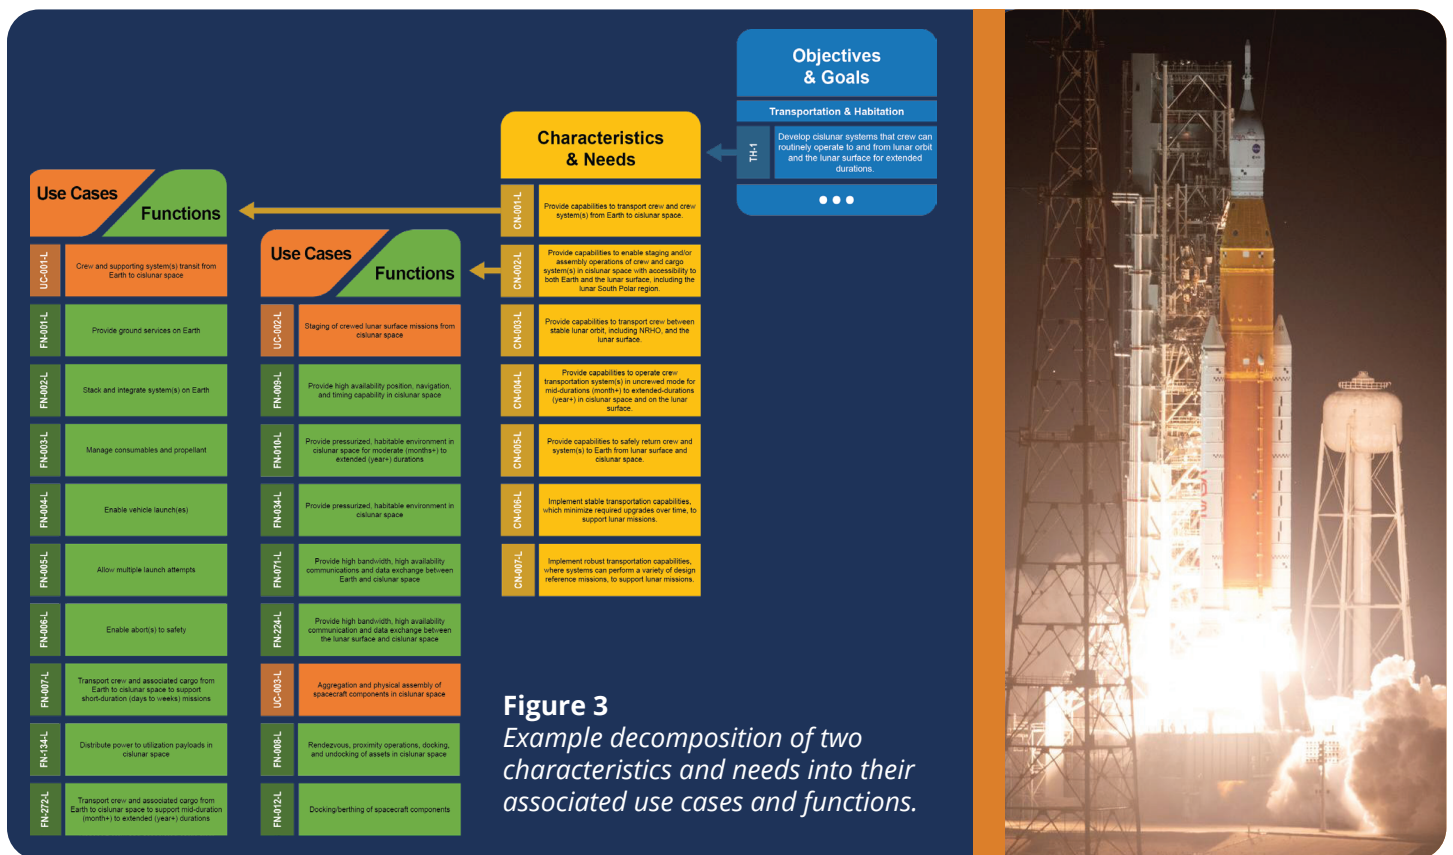 Objectives
& Goals
Transportation & Habitation
TH-1
Develop cislunar systems that crew can
routinely operate to and from lunar orbit
and the lunar surface for extended
durations.
Characteristics
& Needs
CN-001-L
Provide capabilities to transport crew and crew
system(s) from Earth to cislunar space.
CN-002-L
Provide capabilities to enable staging and/or
assembly operations of crew and cargo
system(s) in cislunar space with accessibility to
both Earth and the lunar surface, including the
lunar South Polar region.
CN-003-L
Provide capabilities to transport crew between
stable lunar orbit, including NRHO, and the
lunar surface.
CN-004-L
Provide capabilities to operate crew
transportation system(s) in uncrewed mode for
mid-durations (month+) to extended-durations
(year+) in cislunar space and on the lunar
surface.
CN-005-L
Provide capabilities to safely return crew and
system(s) to Earth from lunar surface and
cislunar space.
CN-006-L
Implement stable transportation capabilities,
which minimize required upgrades over time, to
support lunar missions.
CN-007-L
Implement robust transportation capabilities,
where systems can perform a variety of design
reference missions, to support lunar missions.
Use Cases
Functions
UC-001-L
Crew and supporting system(s) transit from
Earth to cislunar space
FN-001-L
Provide ground services on Earth
FN-002-L
Stack and integrate system(s) on Earth
FN-003-L
Manage consumables and propellant
FN-004-L
Enable vehicle launch(es)
FN-005-L
Allow multiple launch attempts
FN-006-L
Enable abort(s) to safety
FN-007-L
Transport crew and associated cargo from
Earth to cislunar space to support
short-duration (days to weeks) missions
FN-134-L
Distribute power to utilization payloads in
cislunar space
FN-272-L
Transport crew and associated cargo from
Earth to cislunar space to support mid-duration
(month+) to extended (year+) durations
Use Cases
Functions
UC-002-L
Staging of crewed lunar surface missions from
cislunar space
FN-009-L
Provide high availability position, navigation,
and timing capability in cislunar space
FN-010-L
Provide pressurized, habitable environment in
cislunar space for moderate (months+) to
extended (year+) durations
FN-034-L
Provide pressurized, habitable environment in
cislunar space
FN-071-L
Provide high bandwidth, high availability
communications and data exchange between
Earth and cislunar space
FN-224-L
Provide high bandwidth, high availability
communication and data exchange between
the lunar surface and cislunar space
UC-003-L
Aggregation and physical assembly of
spacecraft components in cislunar space
FN-008-L
Rendezvous, proximity operations, docking,
and undocking of assets in cislunar space
FN-012-L
Docking/berthing of spacecraft components
Figure 3
Example decomposition of two
characteristics and needs into their
associated use cases and functions.